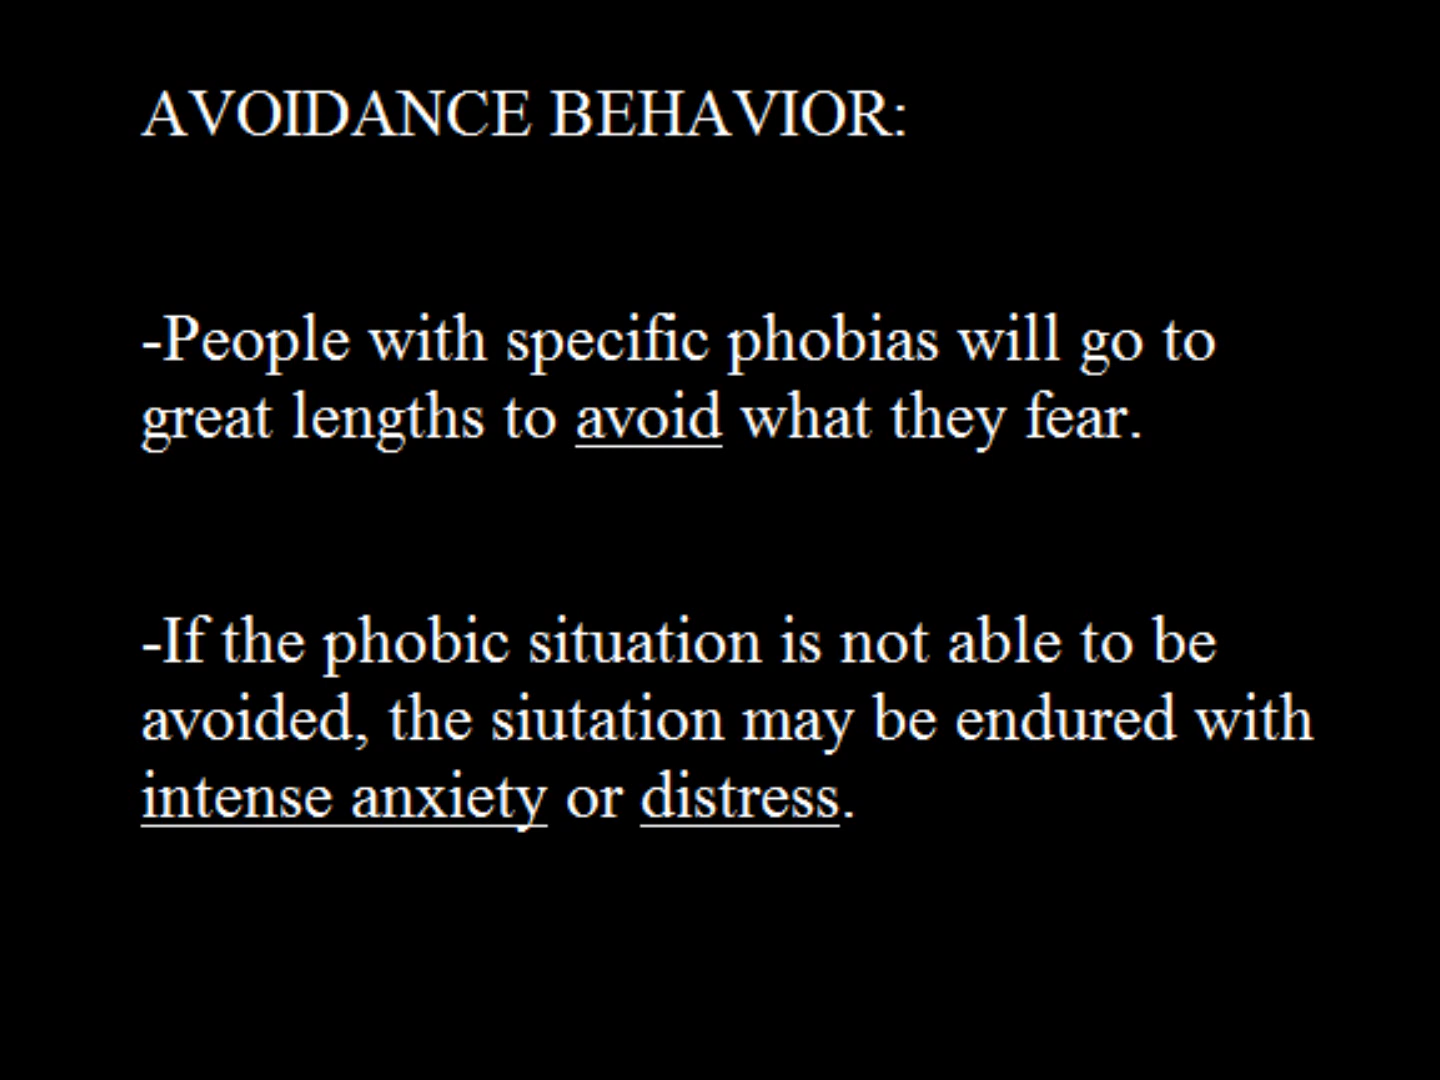 AVOIDANCE BEHAVIOR:
-People with specific phobias will go to
great lengths to avoid what they fear.
-If the phobic situation is not able to be
avoided, the siutation may be endured with
intense anxiety or distress.